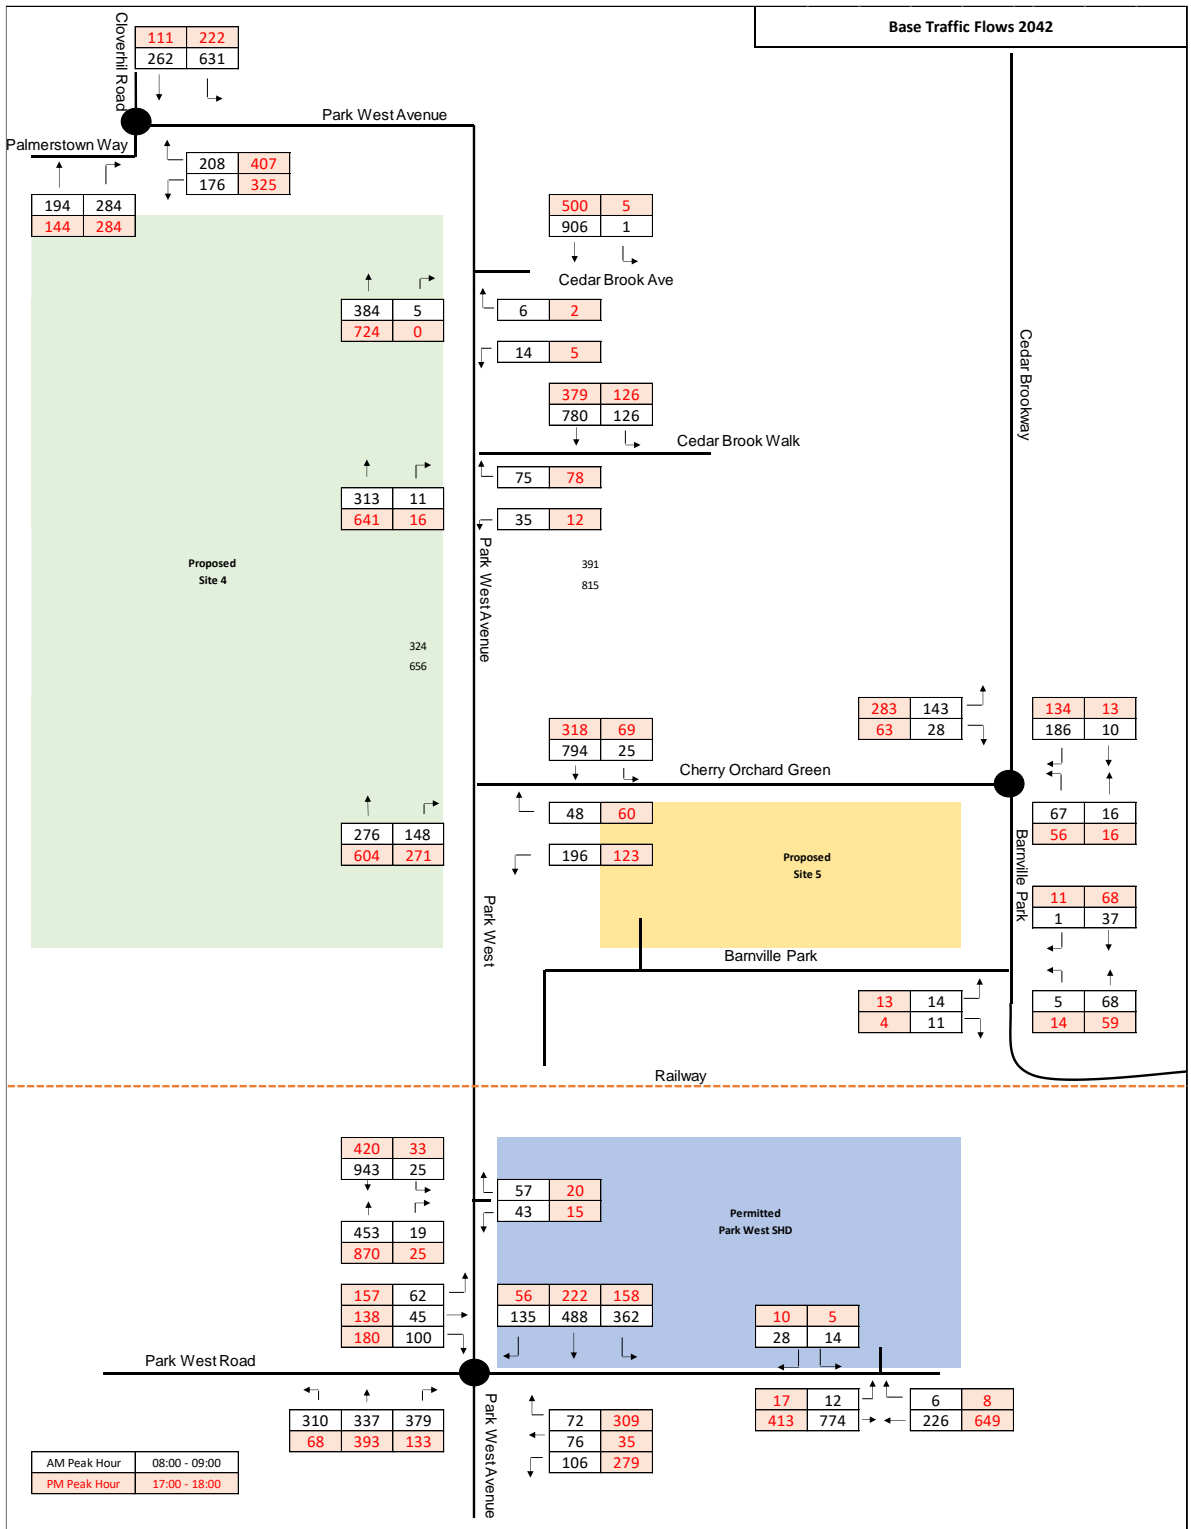 Base Traffic Flows 2042
Cloverhil Road
111 222
262 631
Park West Avenue
Palmerstown Way
208 407
176 325
194 284
144 284
500 5
906 1
Cedar Brook Ave
384 5
724 0
6 2
14 5
379 126
780 126
Cedar Brook Walk
Cedar Brookway
75 78
313 11
641 16
35 12
Park West Avenue
Proposed
Site 4
391
815
324
656
283 143
63 28
134 13
186 10
318 69
794 25
Cherry Orchard Green
48 60
67 16
56 16
276 148
604 271
196 123
Proposed
Site 5
Barnville Park
11 68
1 37
Park West
Barnville Park
13 14
4 11
5 68
14 59
Railway
420 33
943 25
57 20
43 15
Permitted
Park West SHD
453 19
870 25
157 62
138 45
180 100
56 222 158
135 488 362
10 5
28 14
Park West Road
17 12
413 774
6 8
226 649
310 337 379
68 393 133
Park West Avenue
72 309
76 35
106 279
AM Peak Hour 08:00 - 09:00
PM Peak Hour 17:00 - 18:00